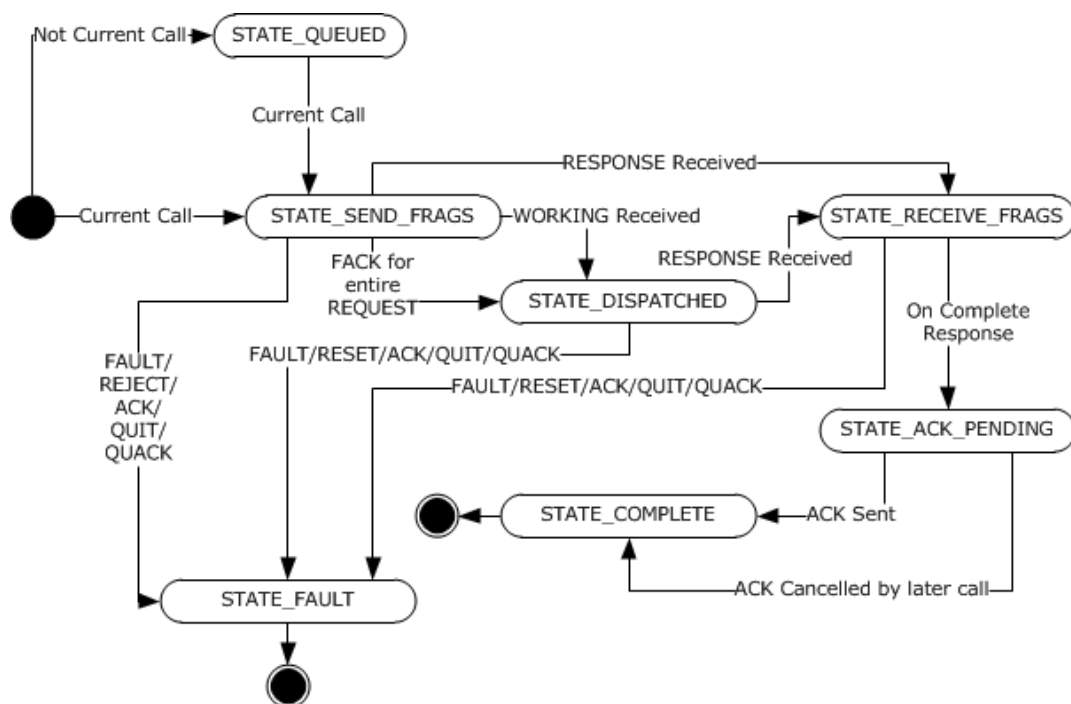 Not Current Call
STATE_QUEUED
Current Call
RESPONSE Received
Current Call
STATE_SEND_FRAGS
WORKING Received
STATE_RECEIVE_FRAGS
FACK for
entire
REQUEST
RESPONSE Received
STATE_DISPATCHED
On Complete
Response
FAULT/
REJECT/
ACK/
QUIT/
QUACK
FAULT/RESET/ACK/QUIT/QUACK
FAULT/RESET/ACK/QUIT/QUACK
STATE_ACK_PENDING
STATE_COMPLETE
ACK Sent
ACK Cancelled by later call
STATE_FAULT